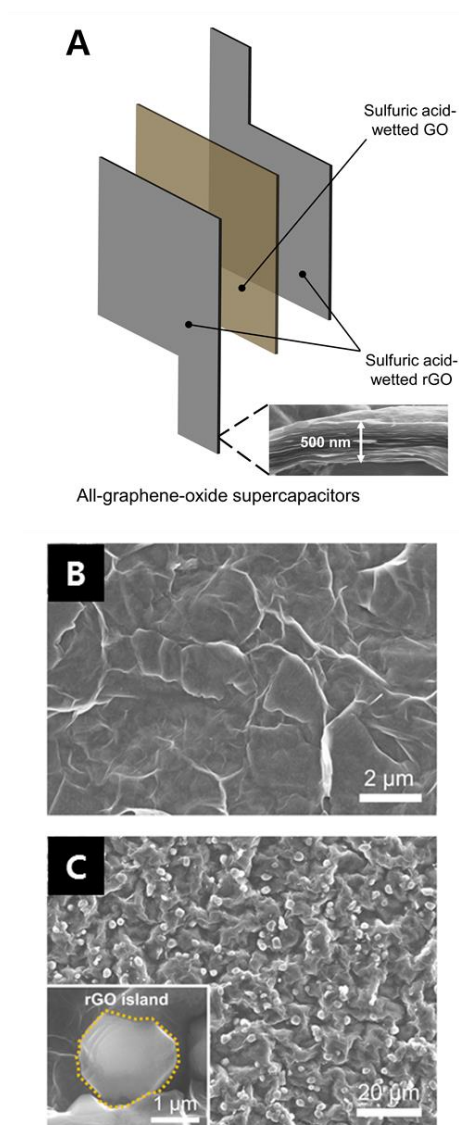 A
Sulfuric acid-
wetted GO
Sulfuric acid-
wetted rGO
500 nm
All-graphene-oxide supercapacitors
B
2 µm
C
rGO island
1 µm
20 µm